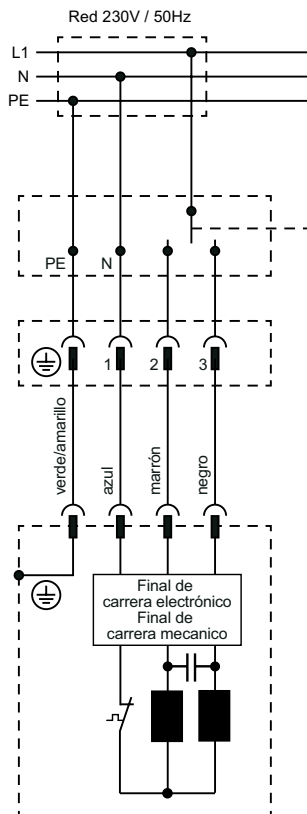 Red 230V / 50Hz
L1
N
PE
PE
N
1
2
3
verde/amarillo
azul
marrón
negro
Final de
carrera electrónico
Final de
carrera mecanico